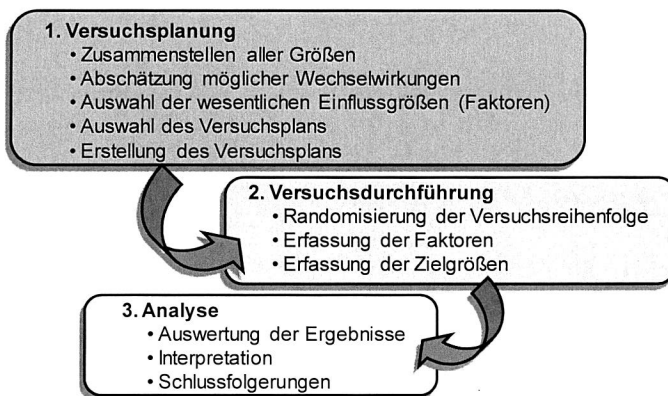 1. Versuchsplanung
• Zusammenstellen aller Größen
• Abschätzung möglicher Wechselwirkungen
• Auswahl der wesentlichen Einflussgrößen (Faktoren)
• Auswahl des Versuchsplans
• Erstellung des Versuchsplans
2. Versuchsdurchführung
• Randomisierung der Versuchsreihenfolge
• Erfassung der Faktoren
• Erfassung der Zielgrößen
3. Analyse
• Auswertung der Ergebnisse
• Interpretation
• Schlussfolgerungen